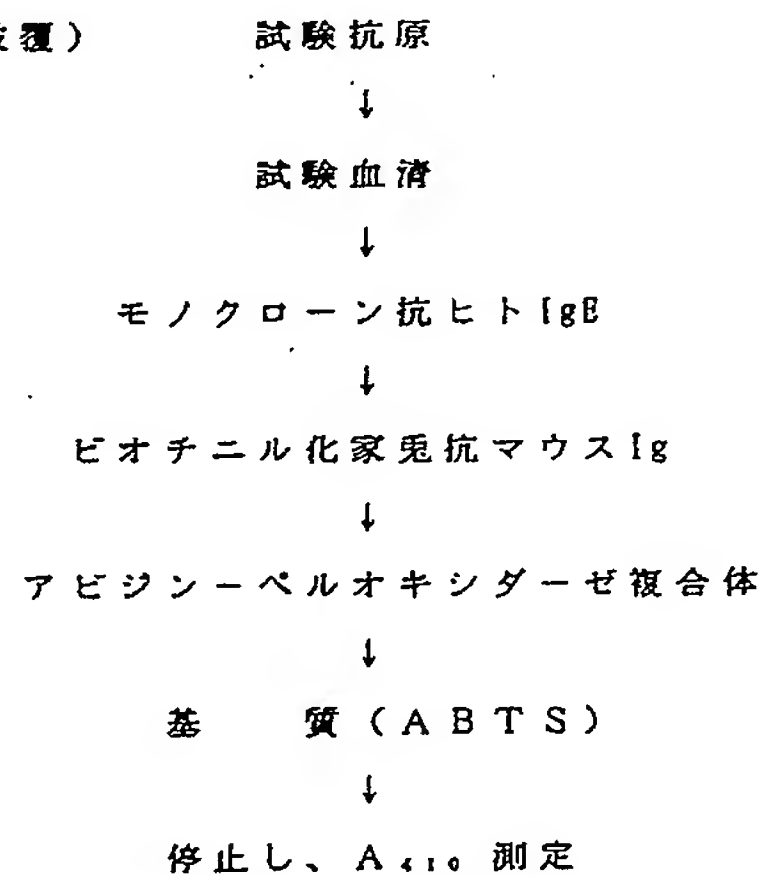 覆） 試験抗原
↓
試験血清
↓
モノクローン抗ヒトIgE
↓
ビオチニル化家兎抗マウスIg
↓
アビジン－ペルオキシダーゼ複合体
↓
基 質（ABTS）
↓
停止し、A₄₁₀ 測定